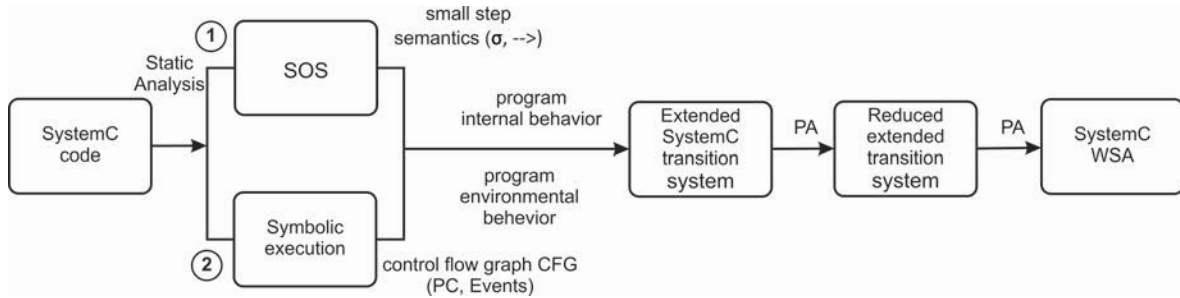 SystemC
code
Static
Analysis
1
SOS
small step
semantics (σ, -->)
2
Symbolic
execution
control flow graph CFG
(PC, Events)
program
internal behavior
program
environmental
behevior
Extended
SystemC
transition
system
PA
Reduced
extended
transition
system
PA
SystemC
WSA